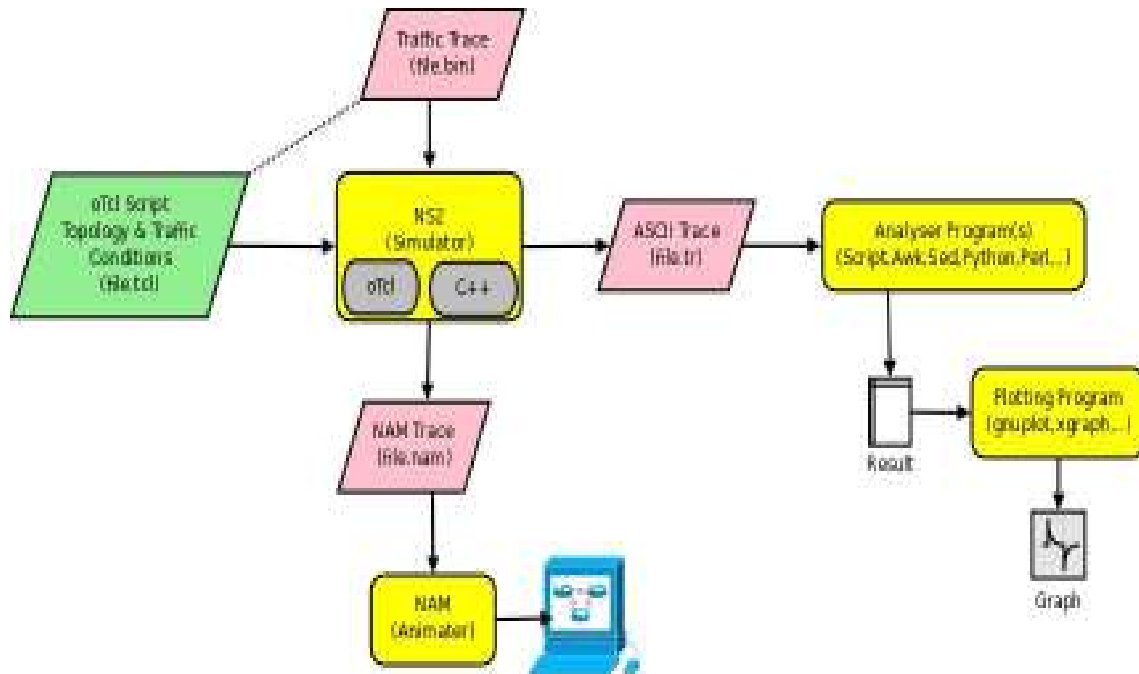 Traffic Trace
(file.bin)
oTcl Script
Topology & Traffic
Conditions
(file.tcl)
NS2
(Simulator)
oTcl
C++
ASCII Trace
(file.tr)
Analyser Program(s)
(Script,Awk,Sed,Python,Perl,..)
NAM Trace
(file.nam)
Result
Plotting Program
(gnuplot,xgraph,..)
Graph
NAM
(Animater)